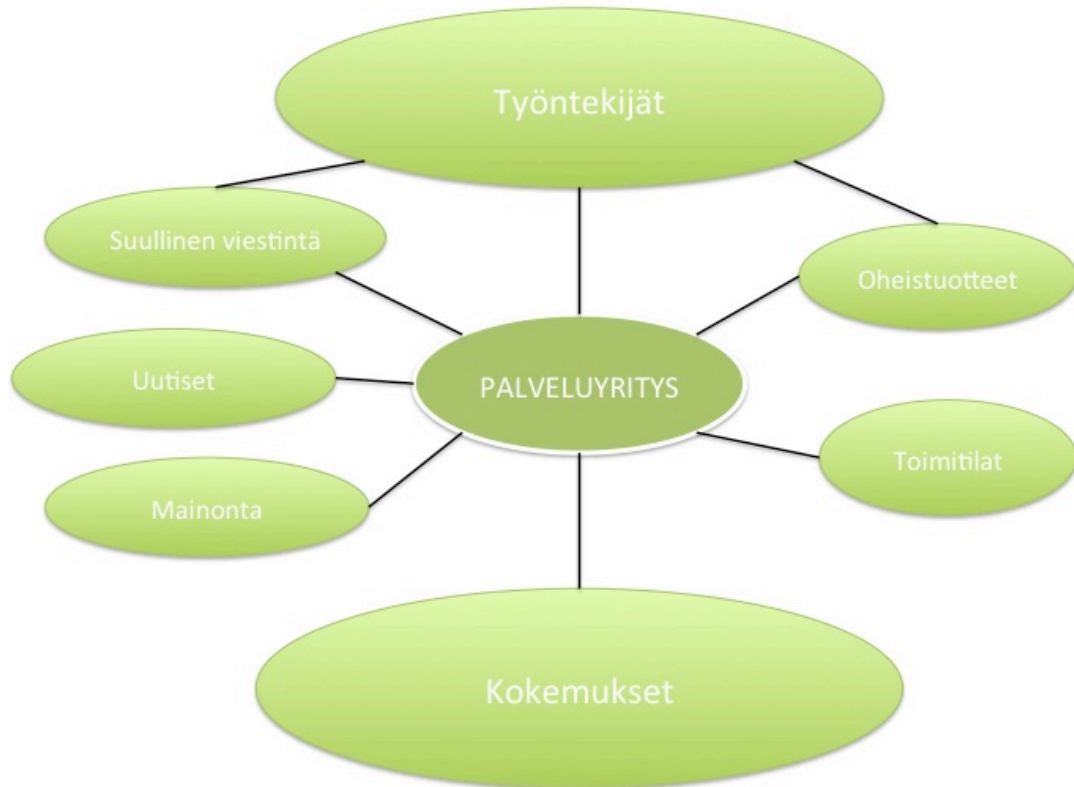 Työntekijät
Suullinen viestintä
Oheistuotteet
Uutiset
PALVELUYRITYS
Toimitilat
Mainonta
Kokemukset